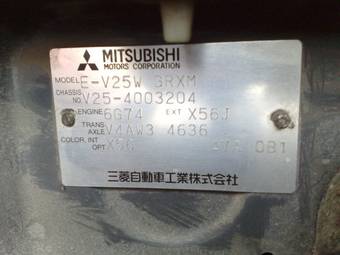 MITSUBISHI
MOTORS CORPORATION
MODEL E-V25W GRXM
CHASSIS NO. V25-4003204
ENGINE 6G74 EXT X56J
TRANS AXLE V4AW3 4636
COLOR, INT OPT X56
三菱自動車工業株式会社